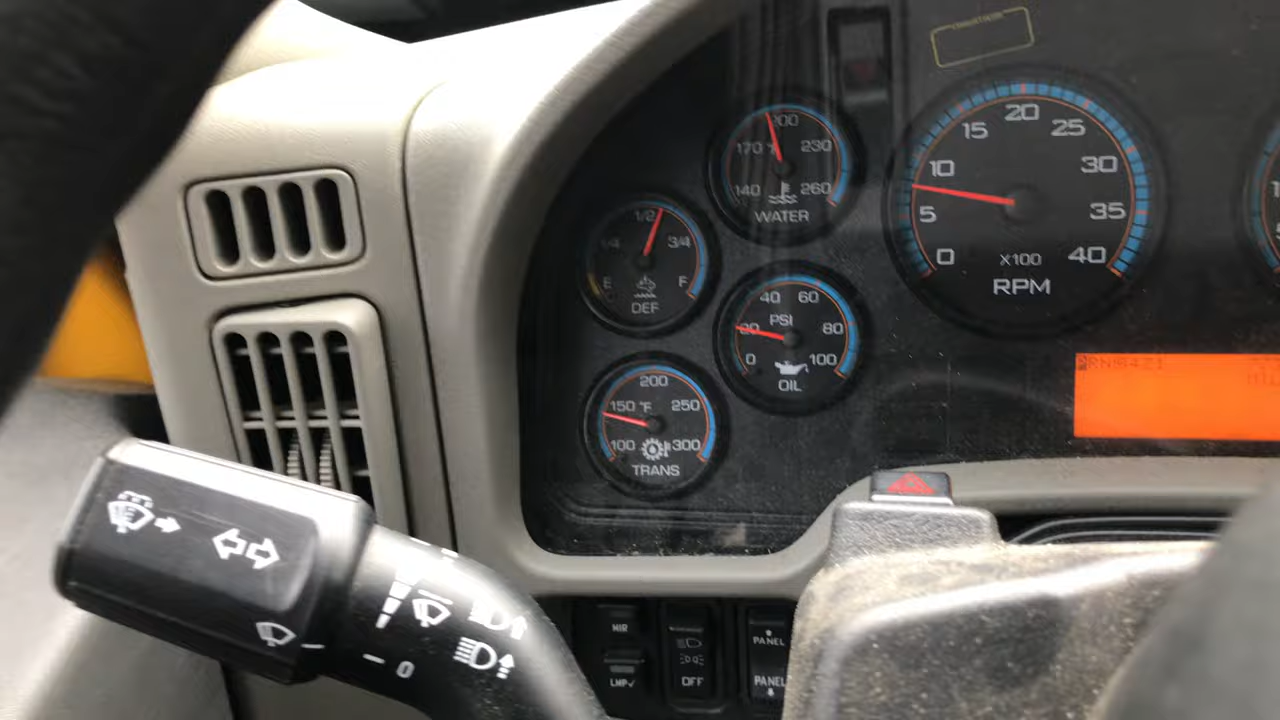 200
170 °F 230
140 260
WATER
1/2
1/4 3/4
E F
DEF
40 60
20 PSI 80
0 100
OIL
200
150 °F 250
100 300
TRANS
20
15 25
10 30
5 35
0 40
X100
RPM
MIR
LMP✓
OFF
PANEL
PANEL
0